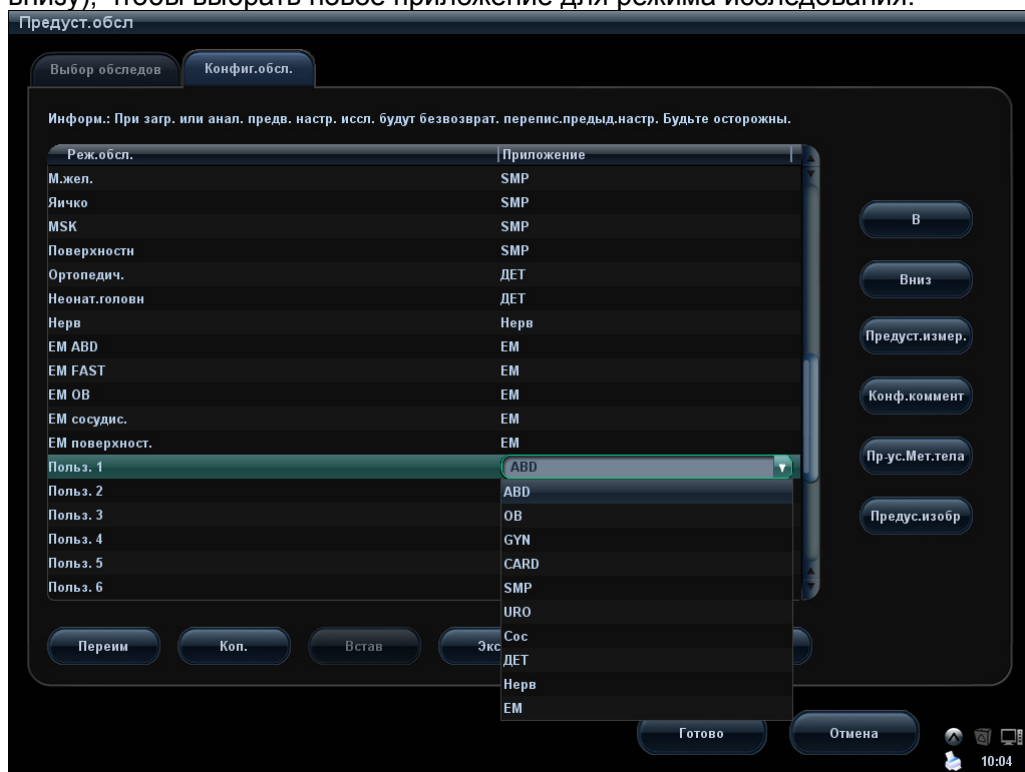 внизу), чтобы выбрать новое приложение для режима исследования.
Предуст.обсл
Выбор обследов Конфиг.обсл.
Информ.: При загр. или анал. предв. настр. иссл. будут безвозврат. перепис.предыд.настр. Будьте осторожны.
Реж.обсл. Приложение
М.жел. SMP
Яичко SMP
MSK SMP
Поверхностн SMP
Ортопедич. ДЕТ
Неонат.головн ДЕТ
Нерв Нерв
EM ABD EM
EM FAST EM
EM OB EM
EM сосудис. EM
EM поверхност. EM
Польз. 1 ABD
Польз. 2 ABD
Польз. 3 OB
Польз. 4 GYN
Польз. 5 CARD
Польз. 6 SMP
URO
Сос
ДЕТ
Нерв
EM
В
Вниз
Предуст.измер.
Конф.коммент
Пр-ус.Мет.тела
Предус.изобр
Переим Коп. Встав Экс
Готово Отмена
10:04